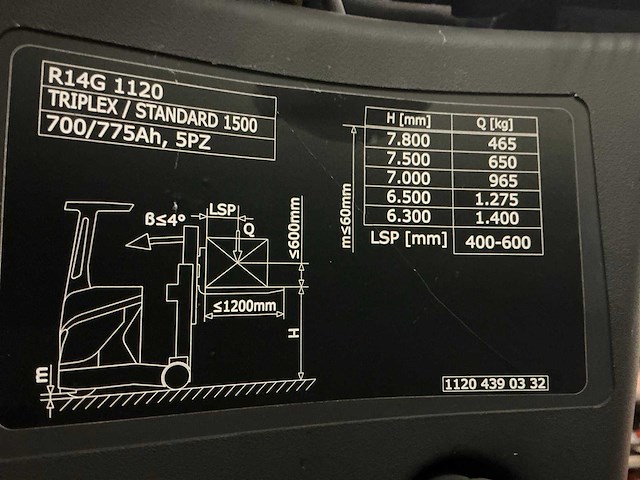 R14G 1120
TRIPLEX / STANDARD 1500
700/775Ah, 5PZ
H [mm] Q [kg]
7.800 465
7.500 650
7.000 965
6.500 1.275
6.300 1.400
LSP [mm] 400-600
m≤60mm
β≤4°
LSP
Q
≤600mm
≤1200mm
H
m
1120 439 03 32